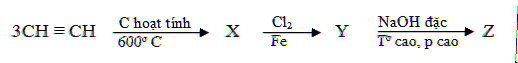 3CH ≡ CH C hoạt tính 600° C X Cl₂ Fe Y NaOH đặc T° cao, p cao Z